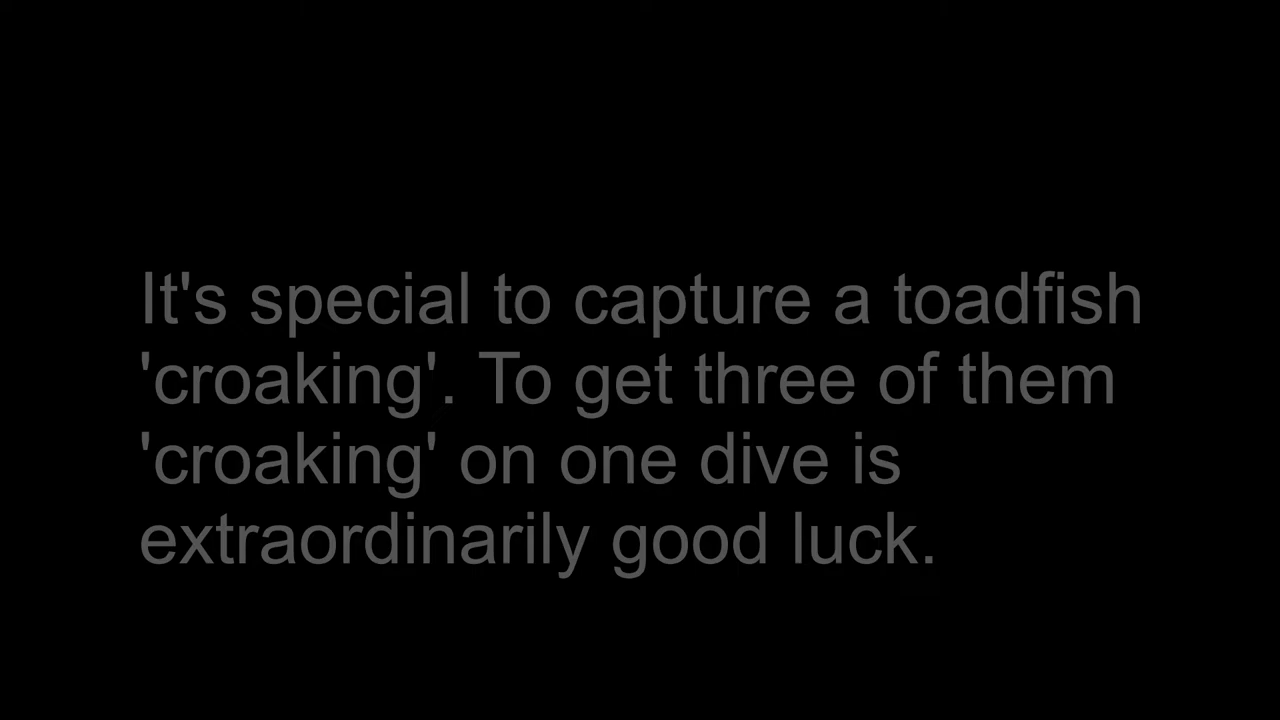 It's special to capture a toadfish
'croaking'. To get three of them
'croaking' on one dive is
extraordinarily good luck.